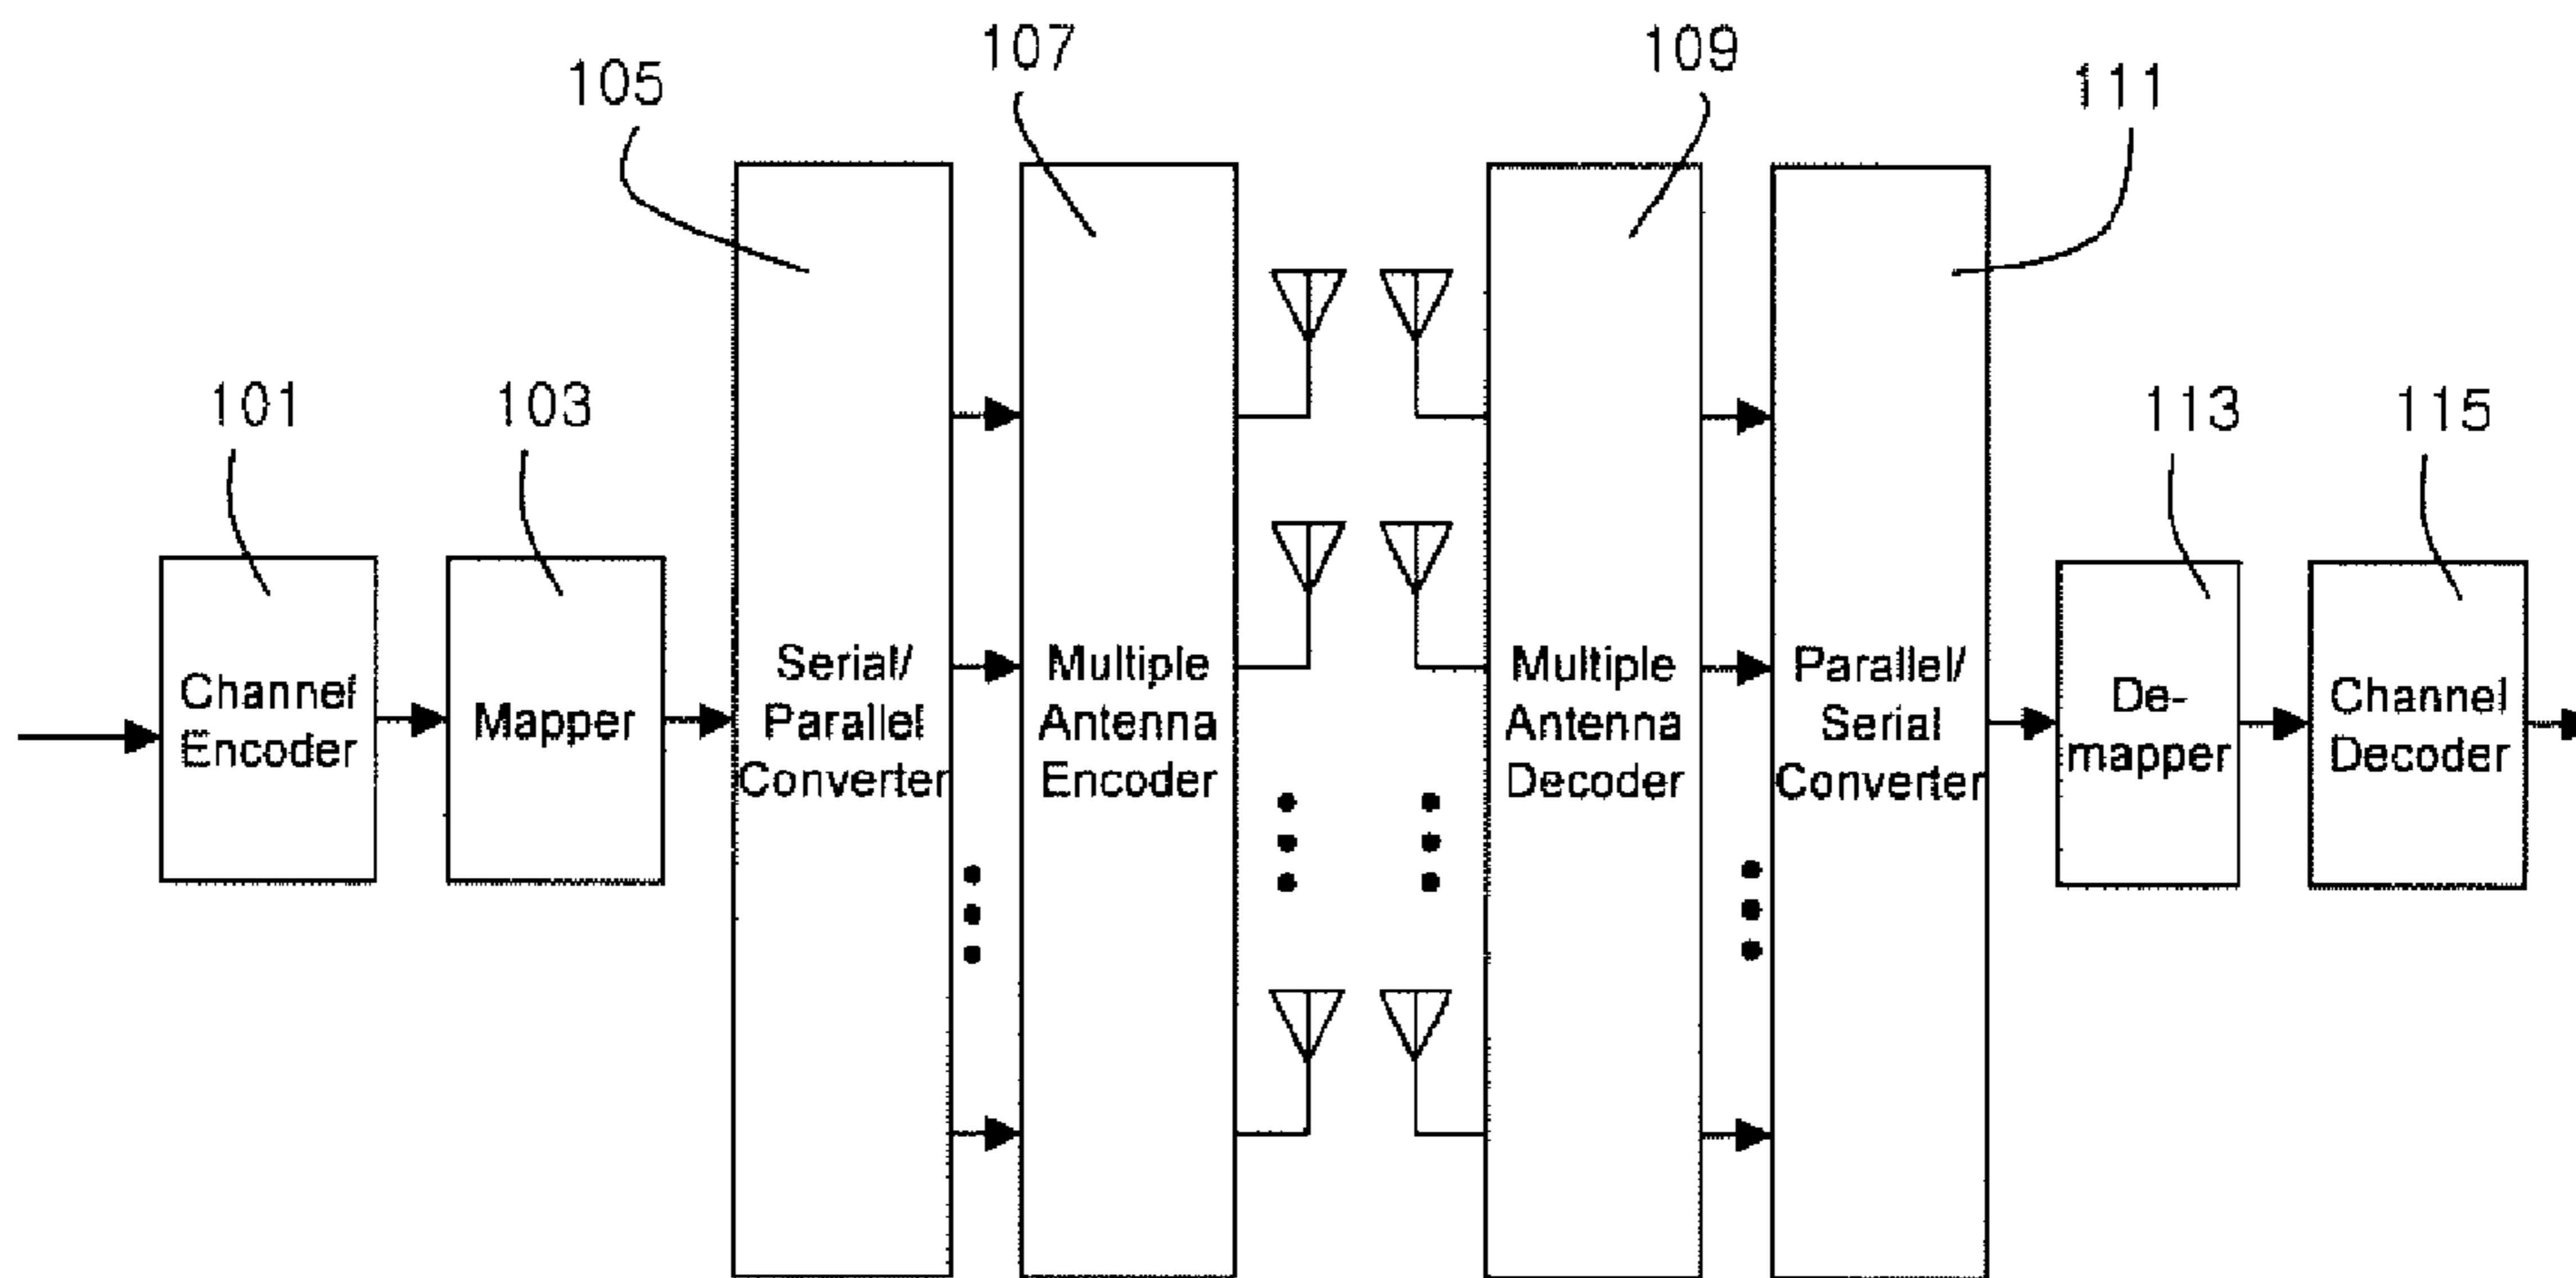 107
109
105
111
101
103
113
115
Channel
Encoder
Mapper
Serial/
Parallel
Converter
Multiple
Antenna
Encoder
Multiple
Antenna
Decoder
Parallel/
Serial
Converter
De-
mapper
Channel
Decoder